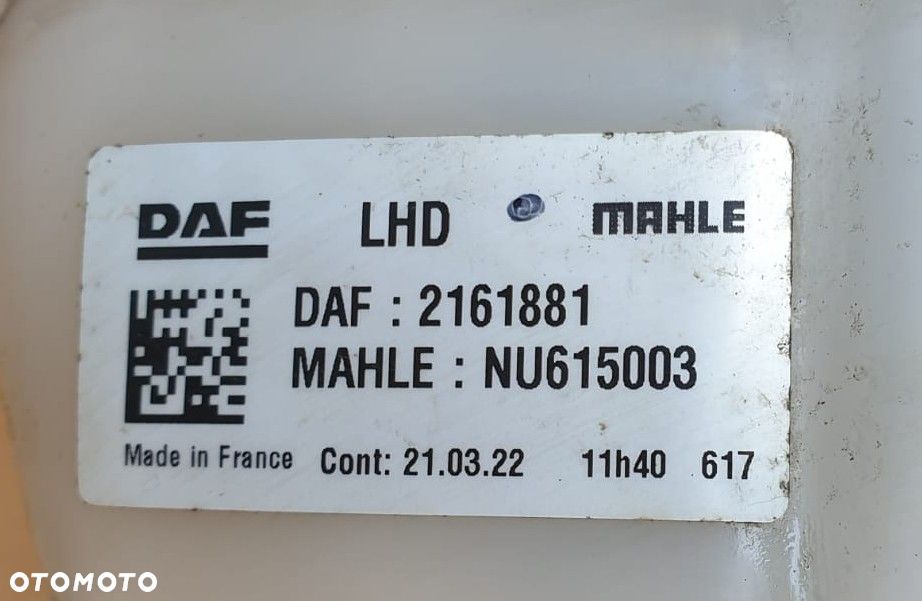 DAF LHD MAHLE
DAF : 2161881
MAHLE : NU615003
Made in France Cont: 21.03.22 11h40 617
OTOMOTO